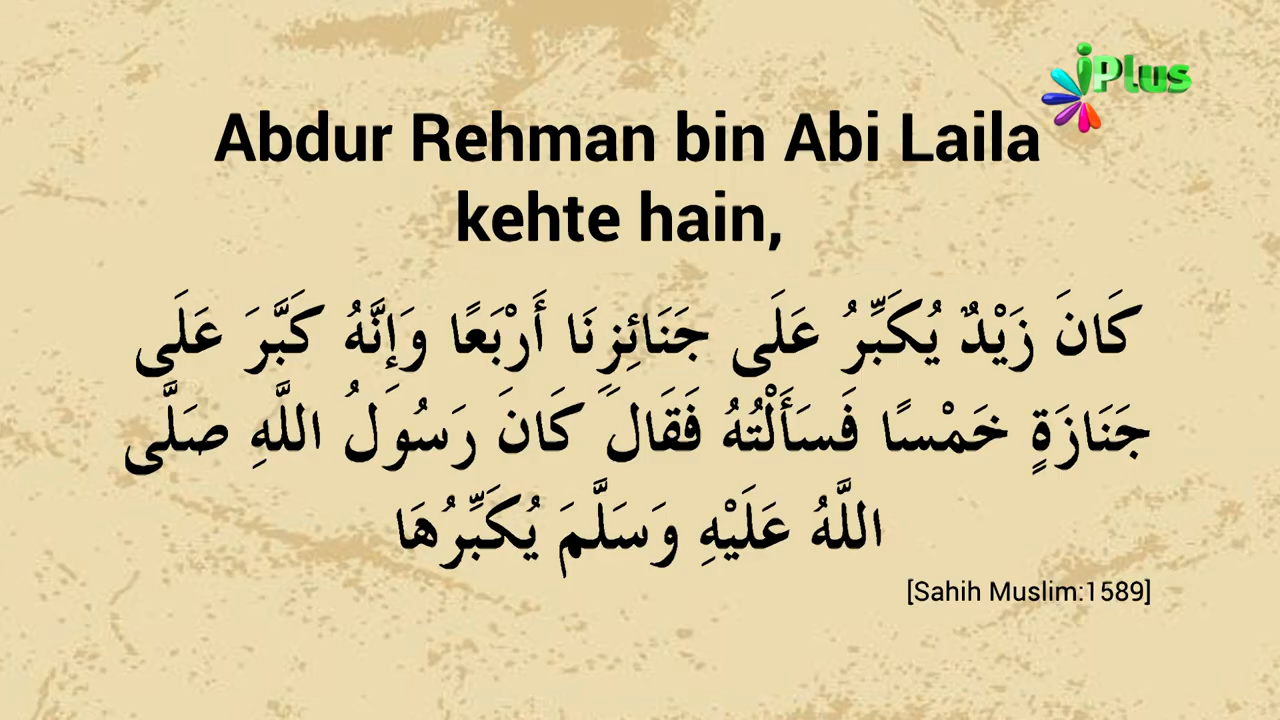 iPlus
Abdur Rehman bin Abi Laila
kehte hain,
كَانَ زَيْدٌ يُكَبِّرُ عَلَى جَنَائِزِنَا أَرْبَعًا وَإِنَّهُ كَبَّرَ عَلَى
جَنَازَةٍ خَمْسًا فَسَأَلْتُهُ فَقَالَ كَانَ رَسُولُ اللَّهِ صَلَّى
اللَّهُ عَلَيْهِ وَسَلَّمَ يُكَبِّرُهَا
[Sahih Muslim:1589]